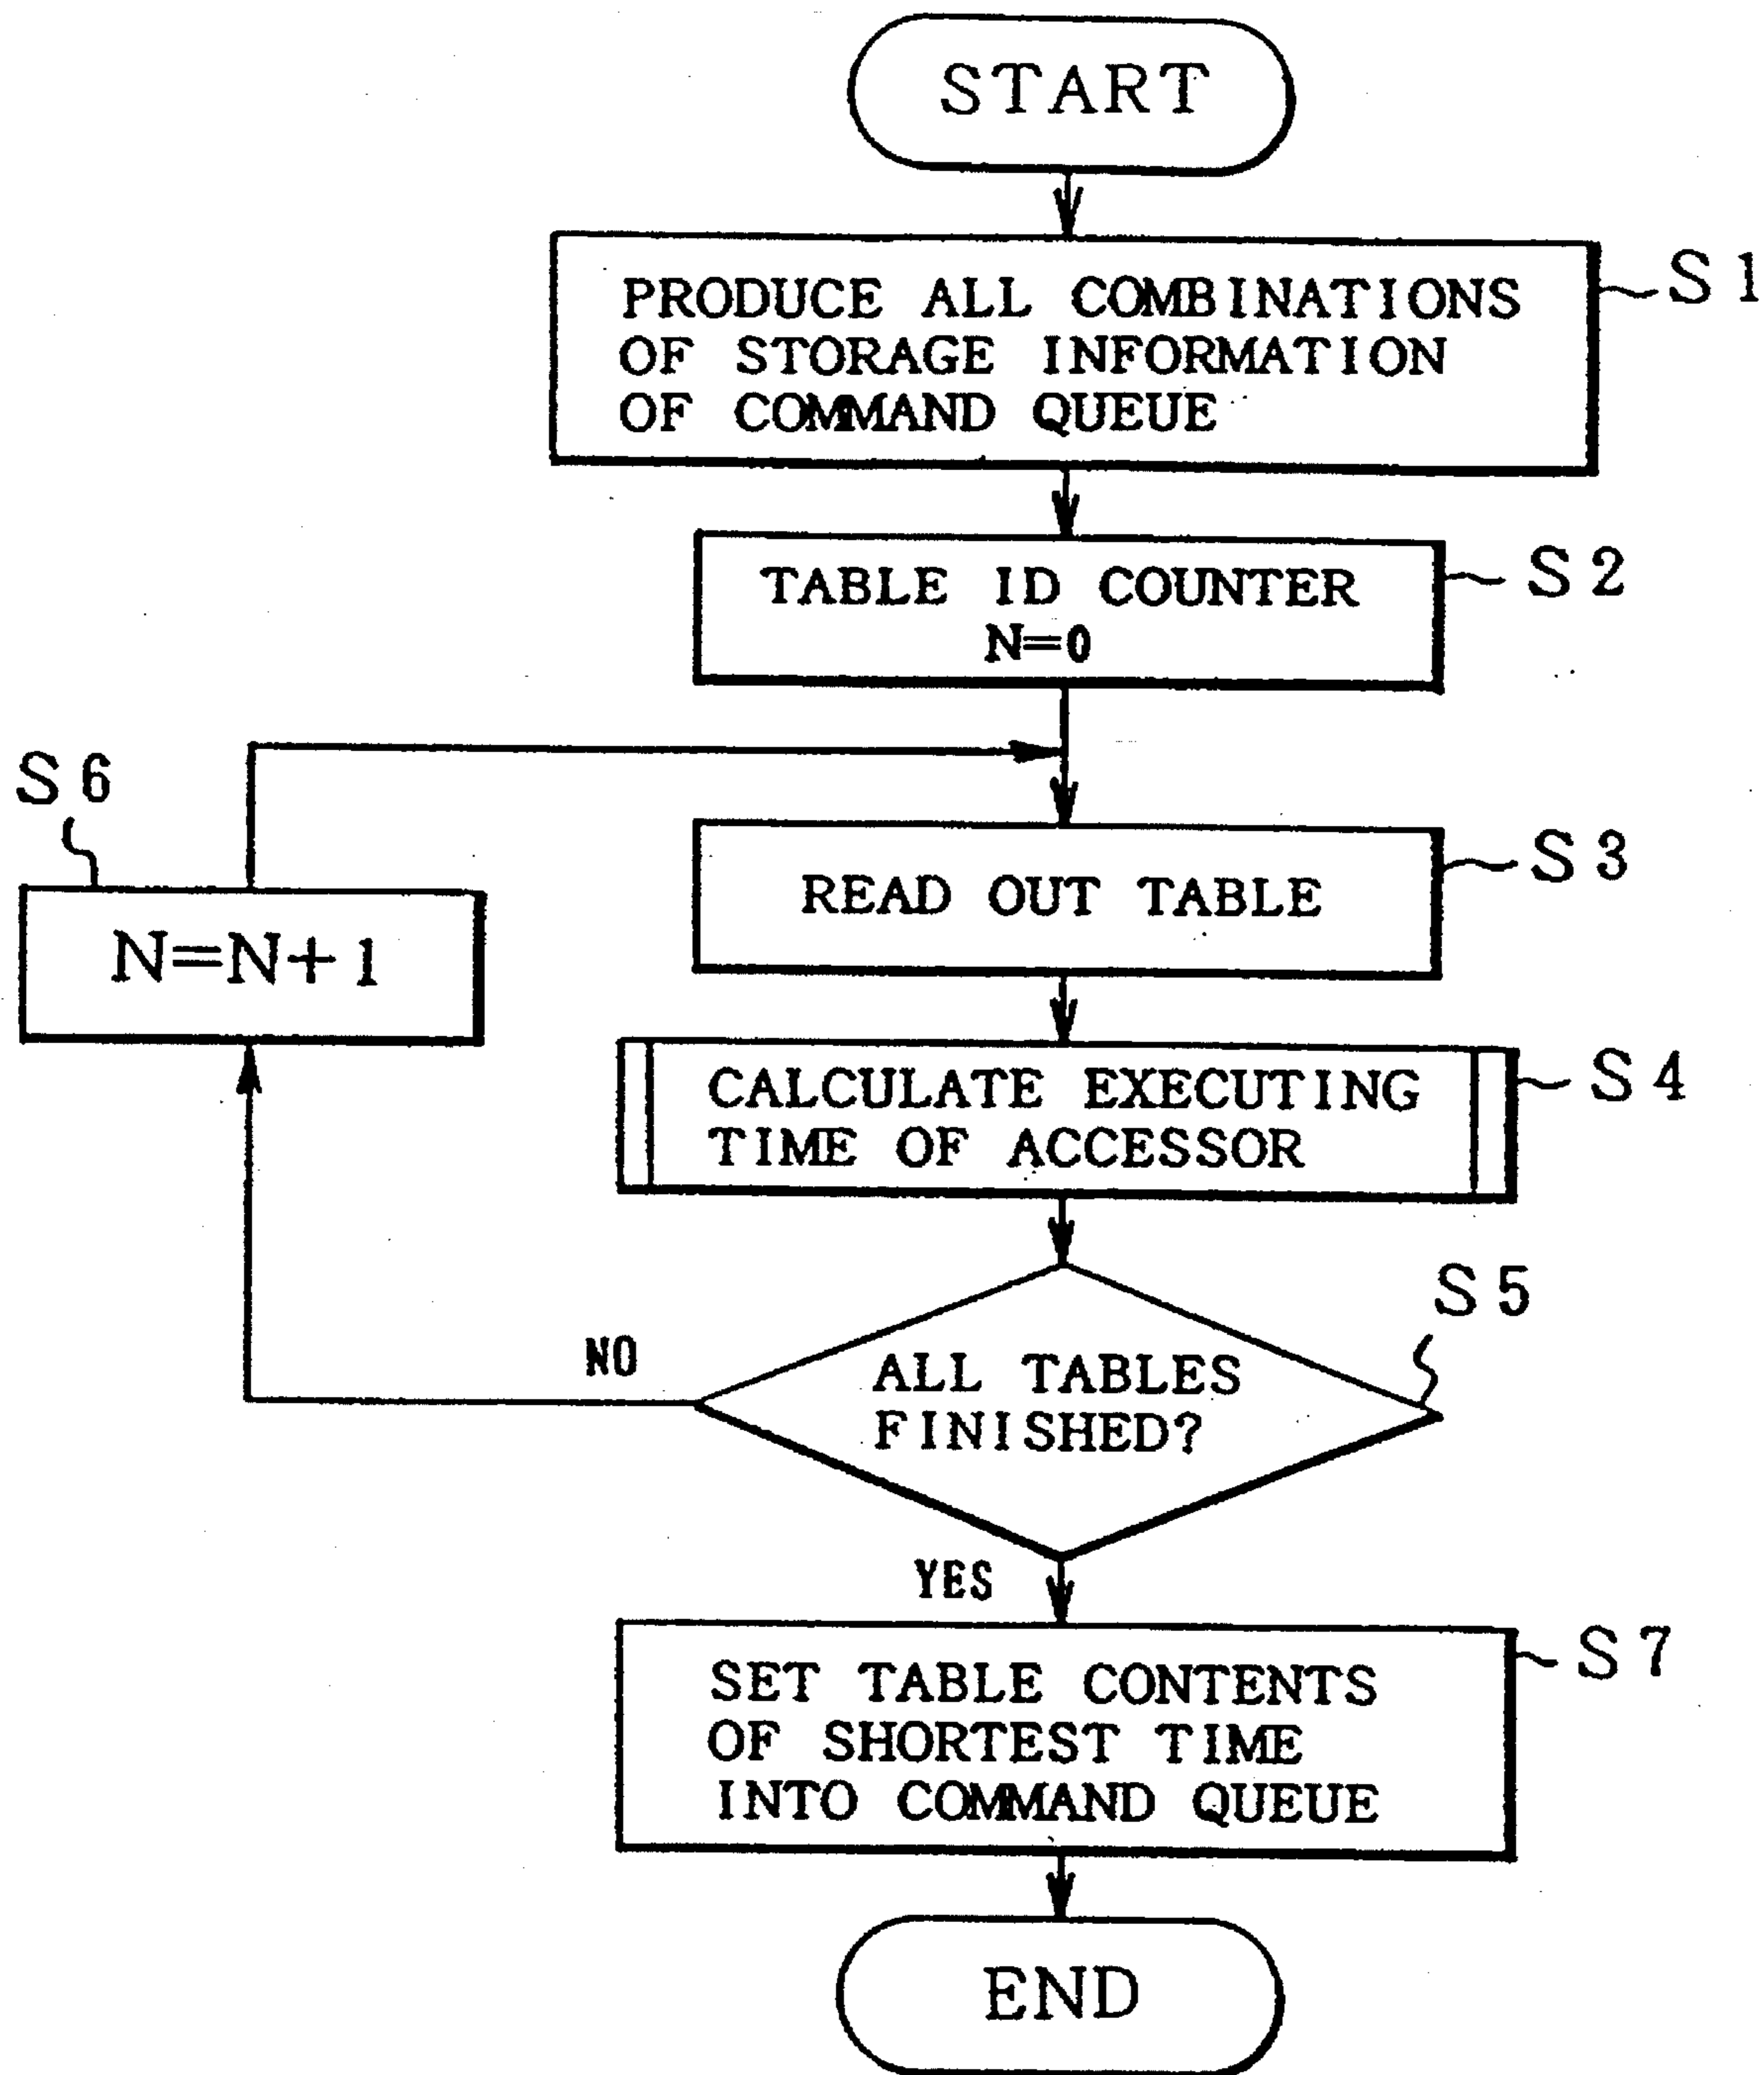 START
PRODUCE ALL COMBINATIONS
OF STORAGE INFORMATION
OF COMMAND QUEUE
S1
TABLE ID COUNTER
N=0
S2
S6
N=N+1
READ OUT TABLE
S3
CALCULATE EXECUTING
TIME OF ACCESSOR
S4
S5
ALL TABLES
FINISHED?
NO
YES
SET TABLE CONTENTS
OF SHORTEST TIME
INTO COMMAND QUEUE
S7
END